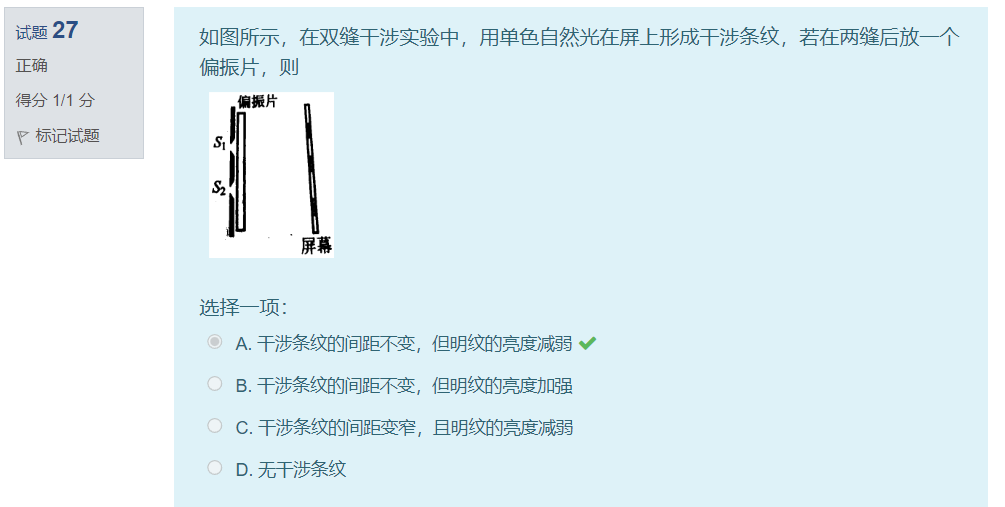 试题 27
正确
得分 1/1 分
标记试题
如图所示，在双缝干涉实验中，用单色自然光在屏上形成干涉条纹，若在两缝后放一个
偏振片，则
偏振片
S1
S2
屏幕
选择一项：
A. 干涉条纹的间距不变，但明纹的亮度减弱
B. 干涉条纹的间距不变，但明纹的亮度加强
C. 干涉条纹的间距变窄，且明纹的亮度减弱
D. 无干涉条纹